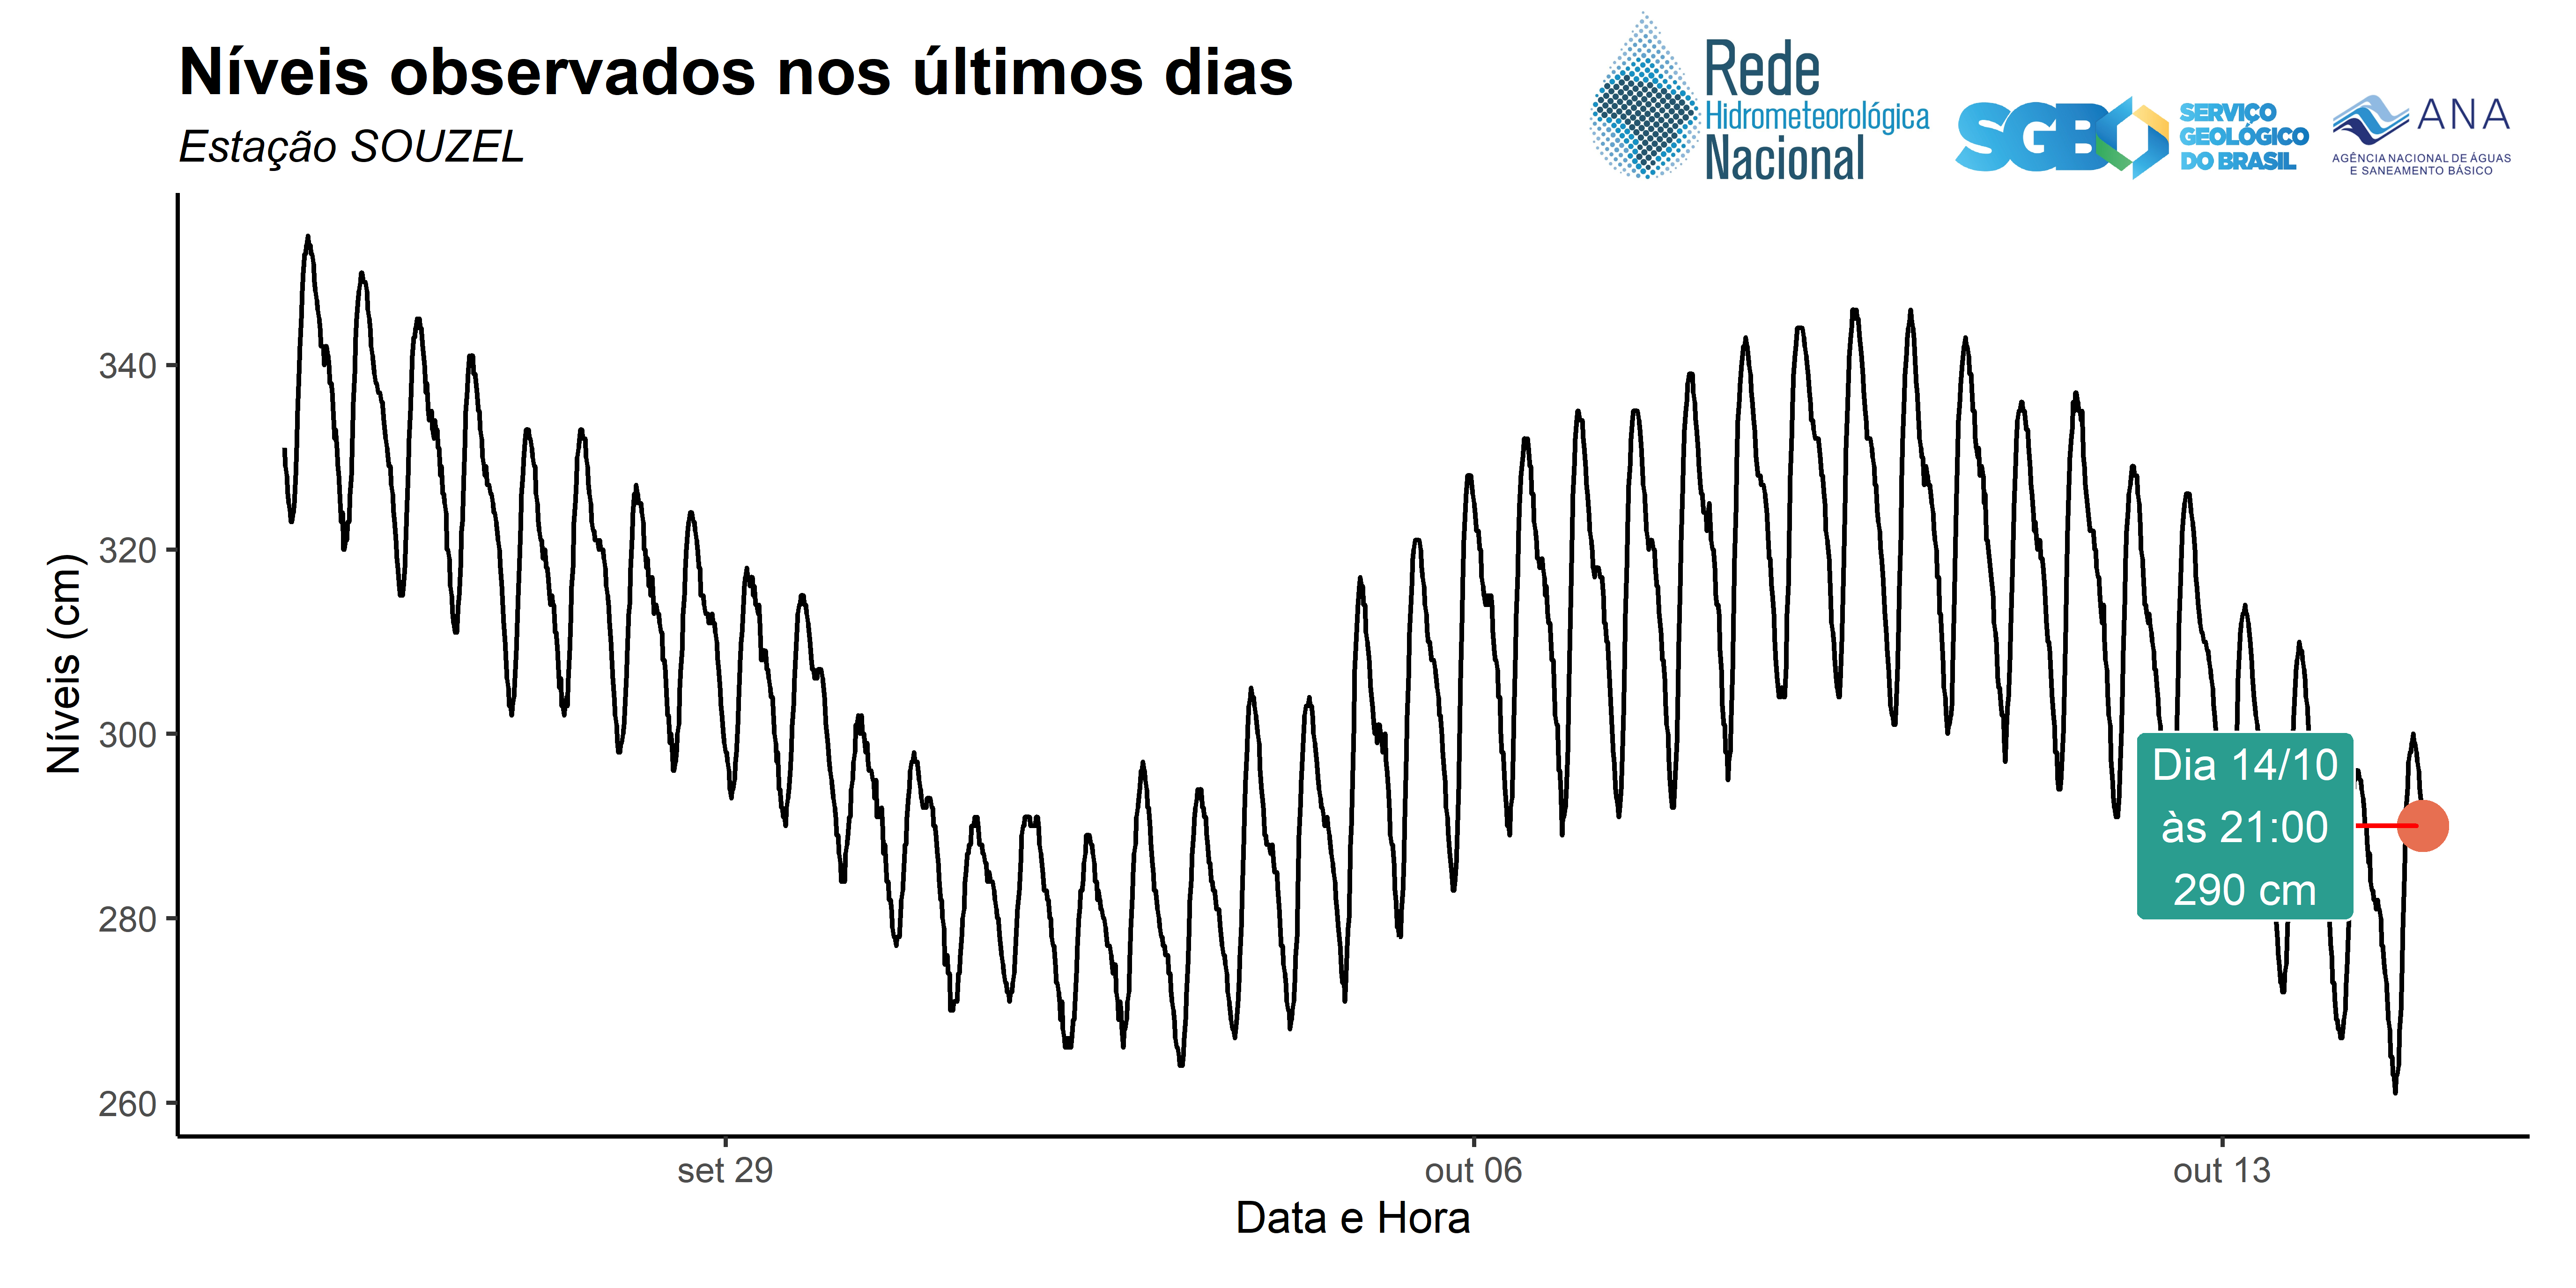 Níveis observados nos últimos dias
Estação SOUZEL
Rede
Hidrometeorológica
Nacional
SGB
SERVIÇO
GEOLÓGICO
DO BRASIL
ANA
AGÊNCIA NACIONAL DE ÁGUAS
E SANEAMENTO BÁSICO
Níveis (cm)
340
320
300
280
260
Dia 14/10
às 21:00
290 cm
set 29
out 06
out 13
Data e Hora